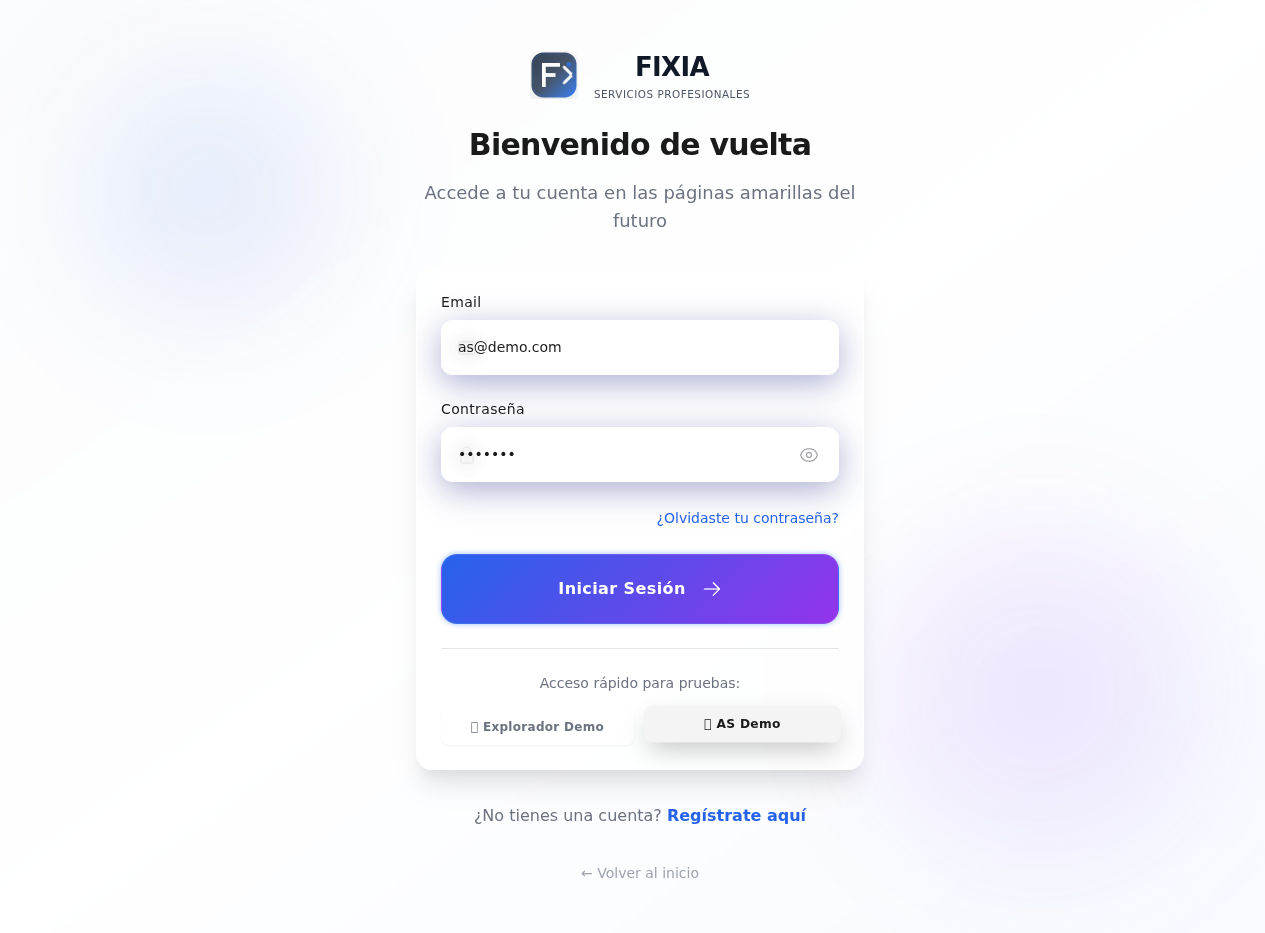 FIXIA
SERVICIOS PROFESIONALES
Bienvenido de vuelta
Accede a tu cuenta en las páginas amarillas del
futuro
Email
as@demo.com
Contraseña
•••••••
¿Olvidaste tu contraseña?
Iniciar Sesión →
Acceso rápido para pruebas:
Explorador Demo
AS Demo
¿No tienes una cuenta? Regístrate aquí
← Volver al inicio